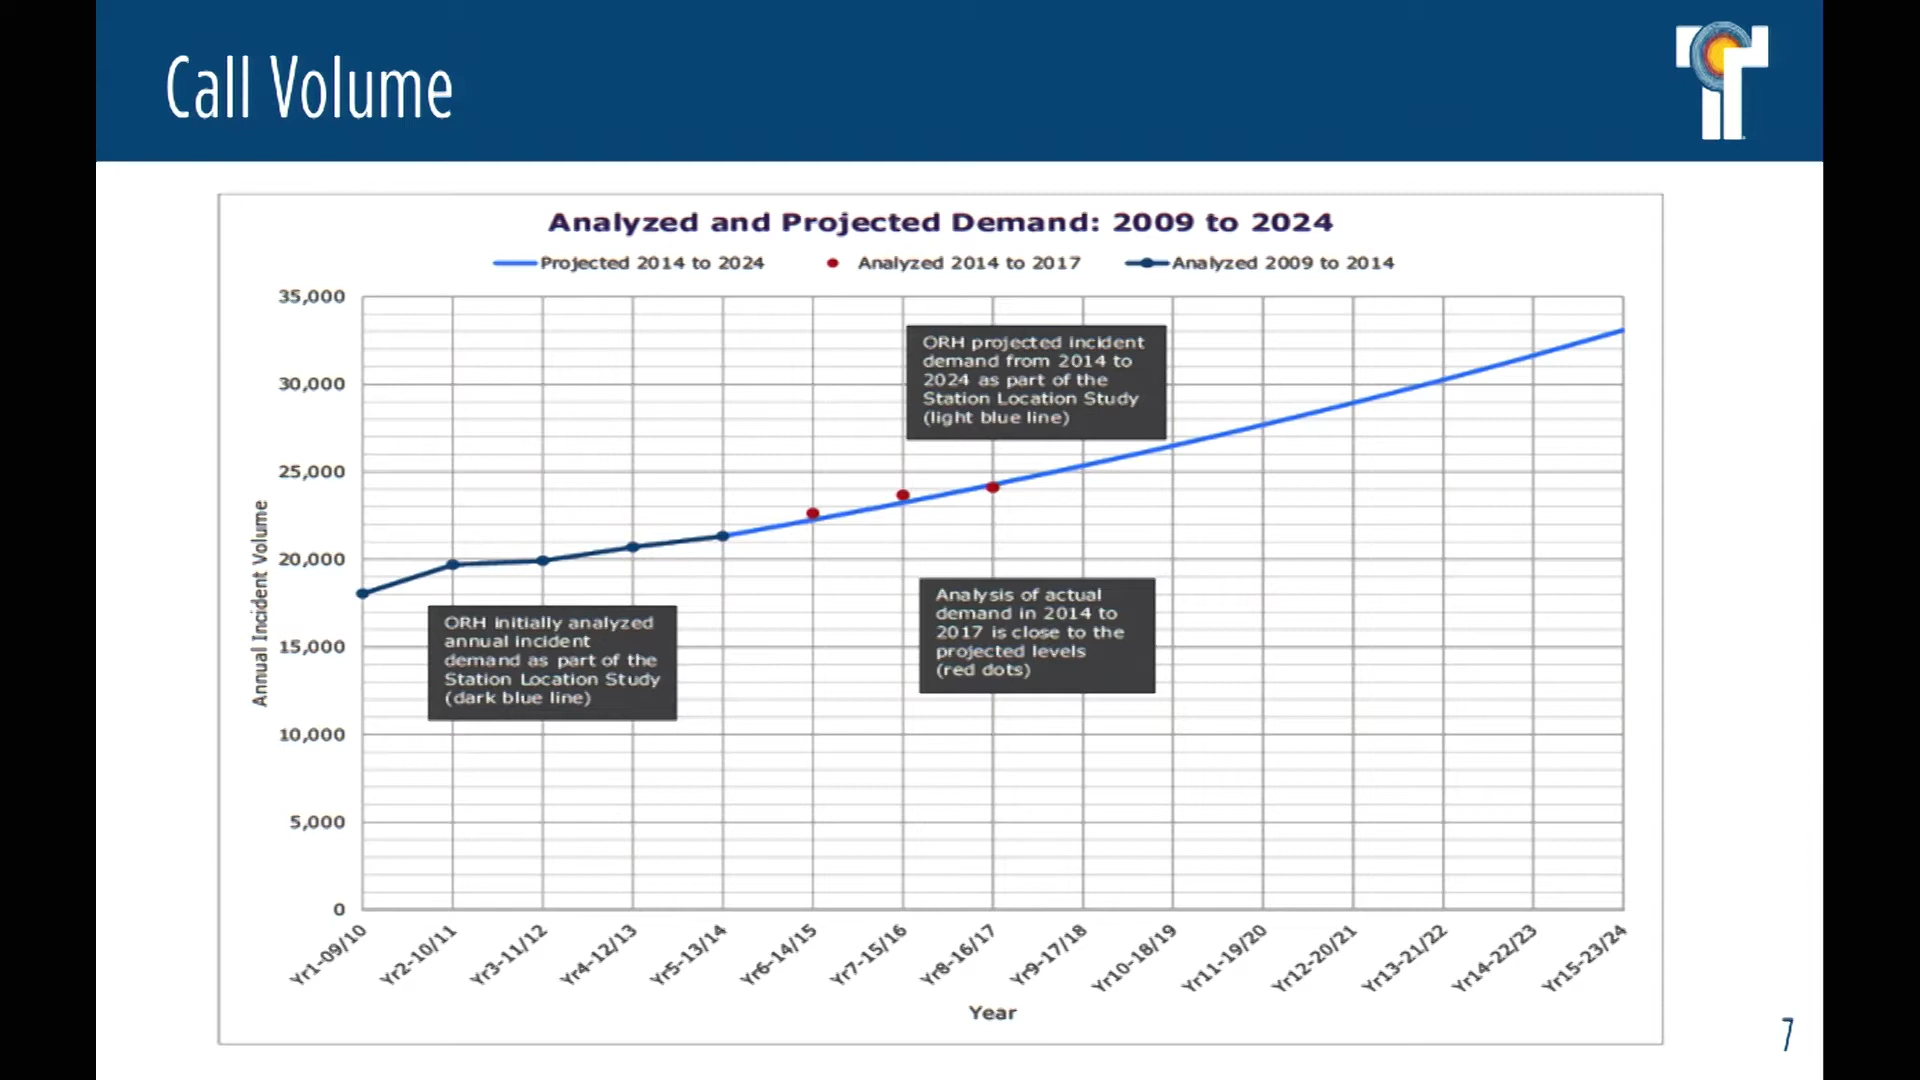 Call Volume
Analyzed and Projected Demand: 2009 to 2024
Projected 2014 to 2024
Analyzed 2014 to 2017
Analyzed 2009 to 2014
35,000
30,000
25,000
20,000
15,000
10,000
5,000
0
Annual Incident Volume
ORH projected incident
demand from 2014 to
2024 as part of the
Station Location Study
(light blue line)
ORH initially analyzed
annual incident
demand as part of the
Station Location Study
(dark blue line)
Analysis of actual
demand in 2014 to
2017 is close to the
projected levels
(red dots)
Yr1-09/10
Yr2-10/11
Yr3-11/12
Yr4-12/13
Yr5-13/14
Yr6-14/15
Yr7-15/16
Yr8-16/17
Yr9-17/18
Yr10-18/19
Yr11-19/20
Yr12-20/21
Yr13-21/22
Yr14-22/23
Yr15-23/24
Year
7